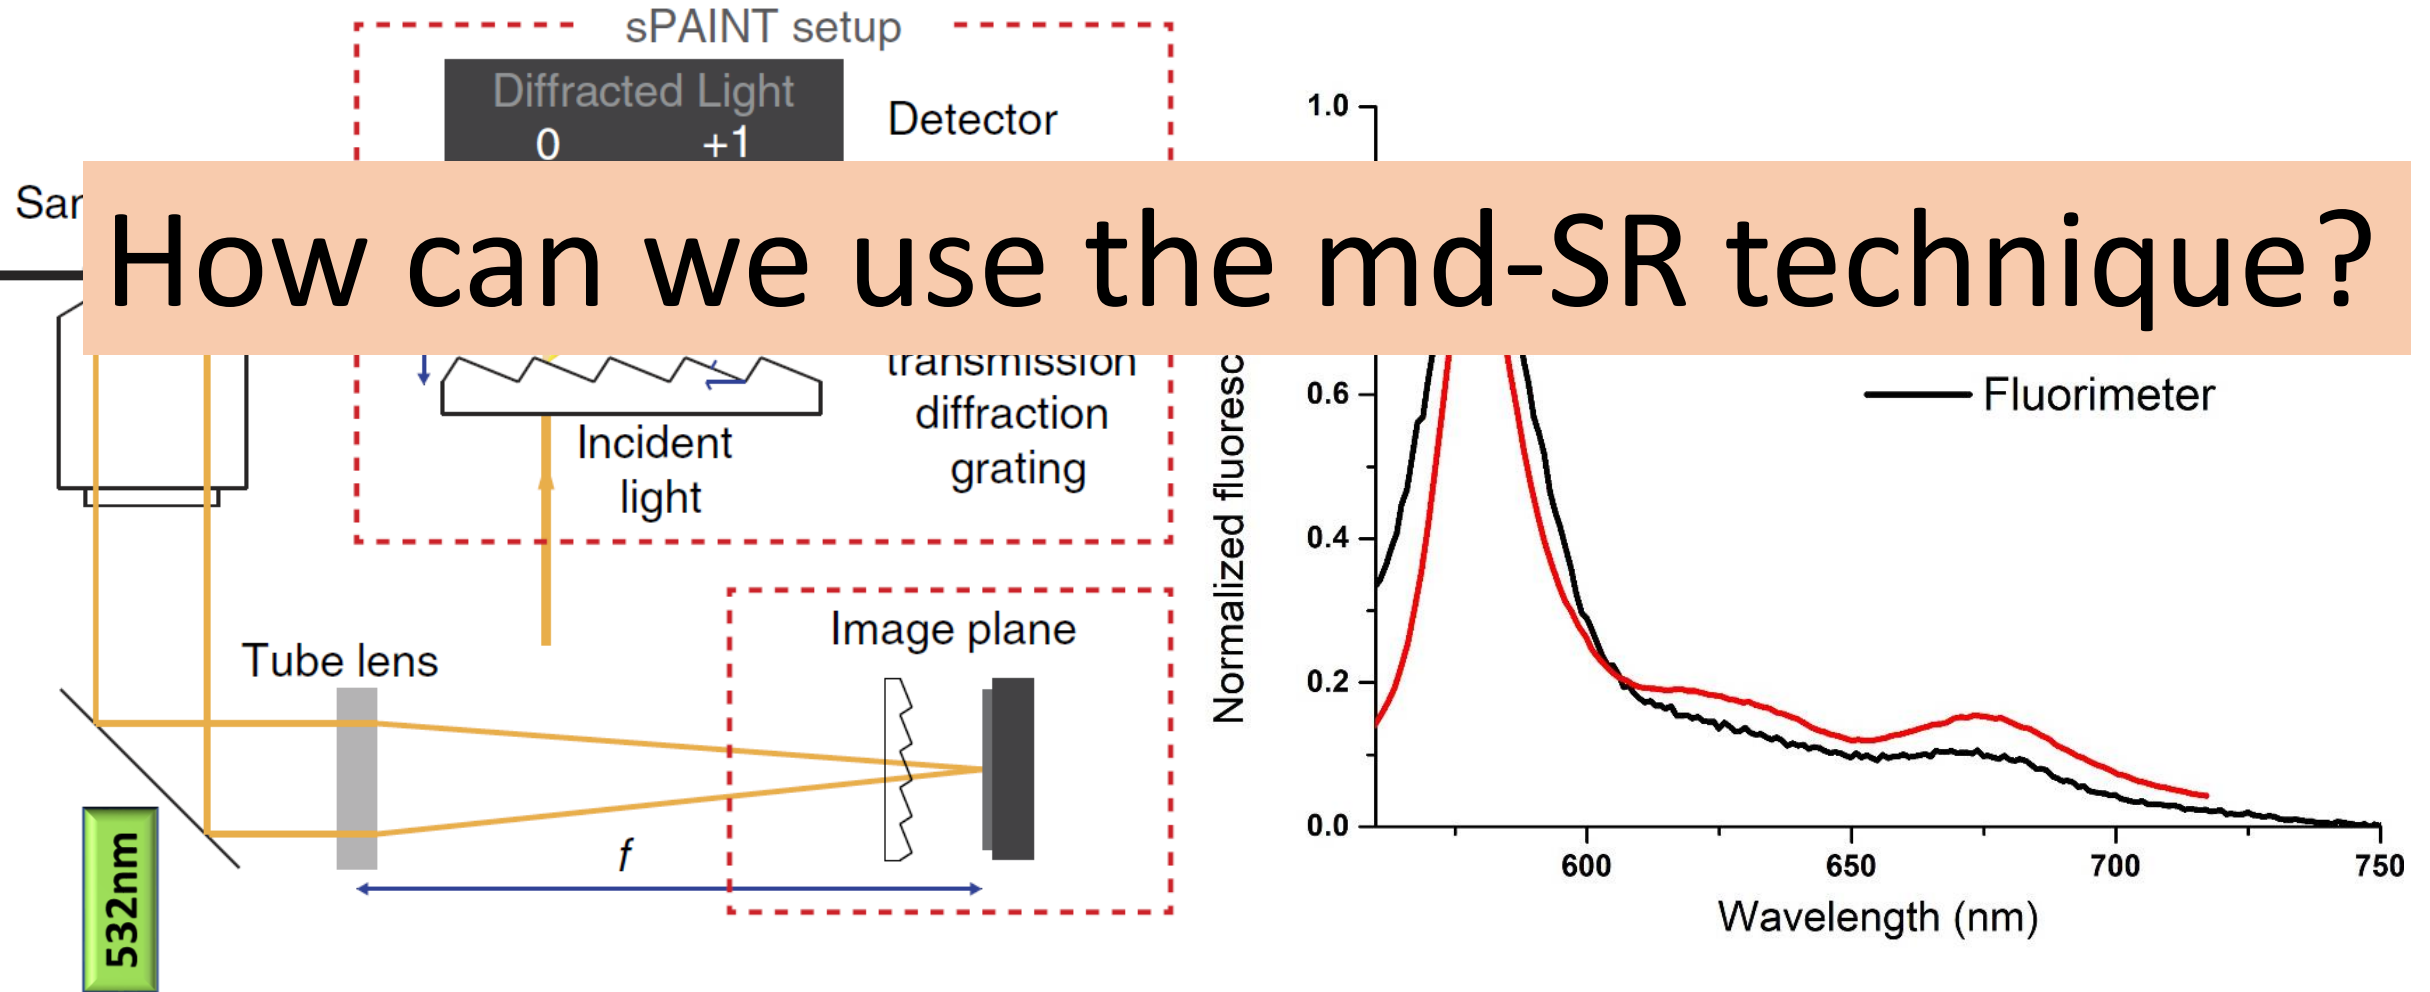 sPAINT setup
Diffracted Light
0 +1
Detector
How can we use the md-SR technique?
transmission
diffraction
grating
Incident
light
Image plane
Tube lens
f
532nm
1.0
0.6
0.4
0.2
0.0
Normalized
Fluorimeter
600 650 700 750
Wavelength (nm)